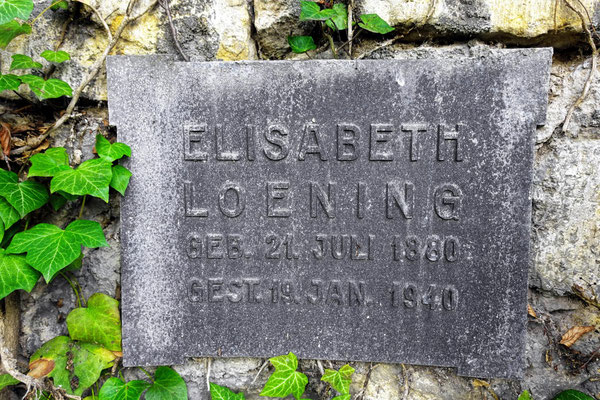 ELISABETH
LOENING
GEB. 21. JULI 1880
GEST. 19. JAN. 1940